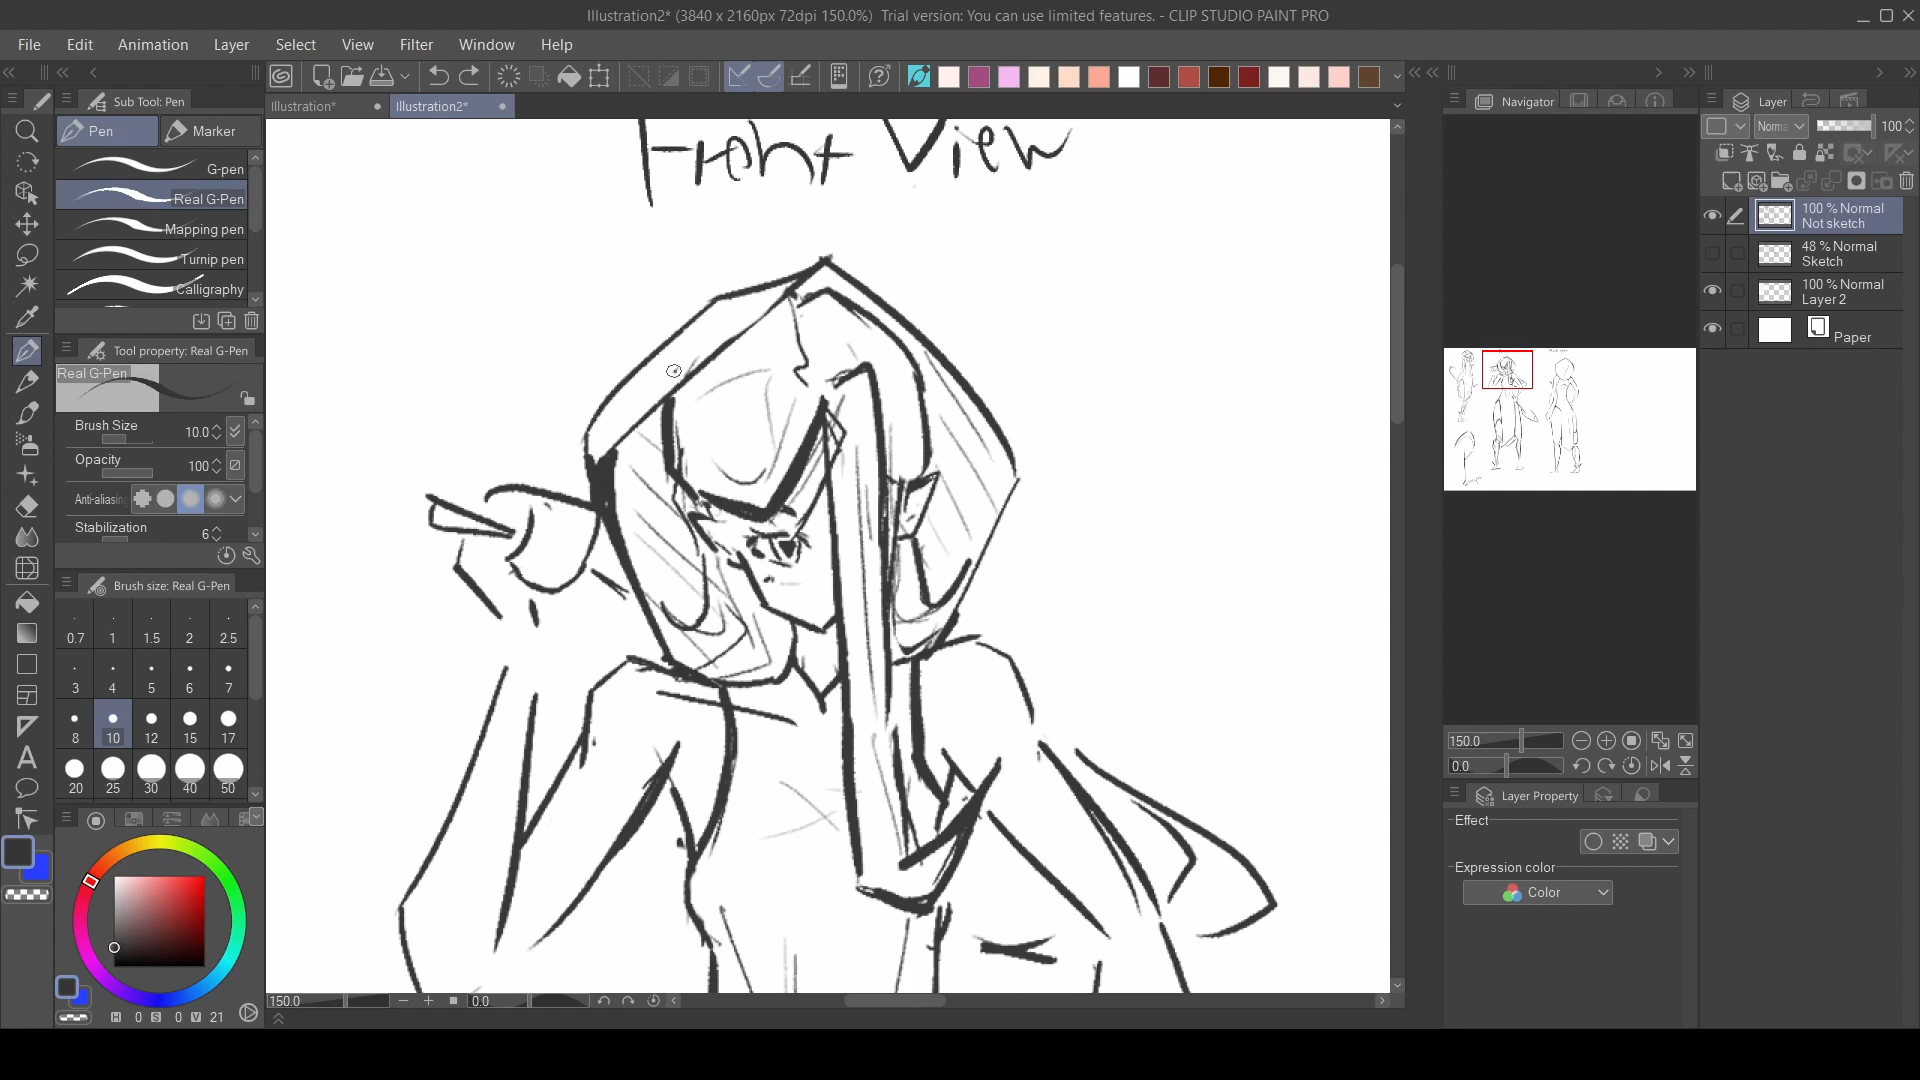 Illustration2* (3840 x 2160px 72dpi 150.0%)  Trial version: You can use limited features. - CLIP STUDIO PAINT PRO
File Edit Animation Layer Select View Filter Window Help
Illustration* Illustration2*
Sub Tool: Pen
Pen Marker
G-pen
Real G-Pen
Mapping pen
Turnip pen
Calligraphy
Tool property: Real G-Pen
Real G-Pen
Brush Size 10.0
Opacity 100
Anti-aliasing
Stabilization 6
Brush size: Real G-Pen
0.7 1 1.5 2 2.5
3 4 5 6 7
8 10 12 15 17
20 25 30 40 50
H 0 S 0 V 21
Front View
150.0 0.0
Navigator
150.0
0.0
Layer Property
Effect
Expression color
Color
Layer
Norma 100
100 % Normal
Not sketch
48 % Normal
Sketch
100 % Normal
Layer 2
Paper